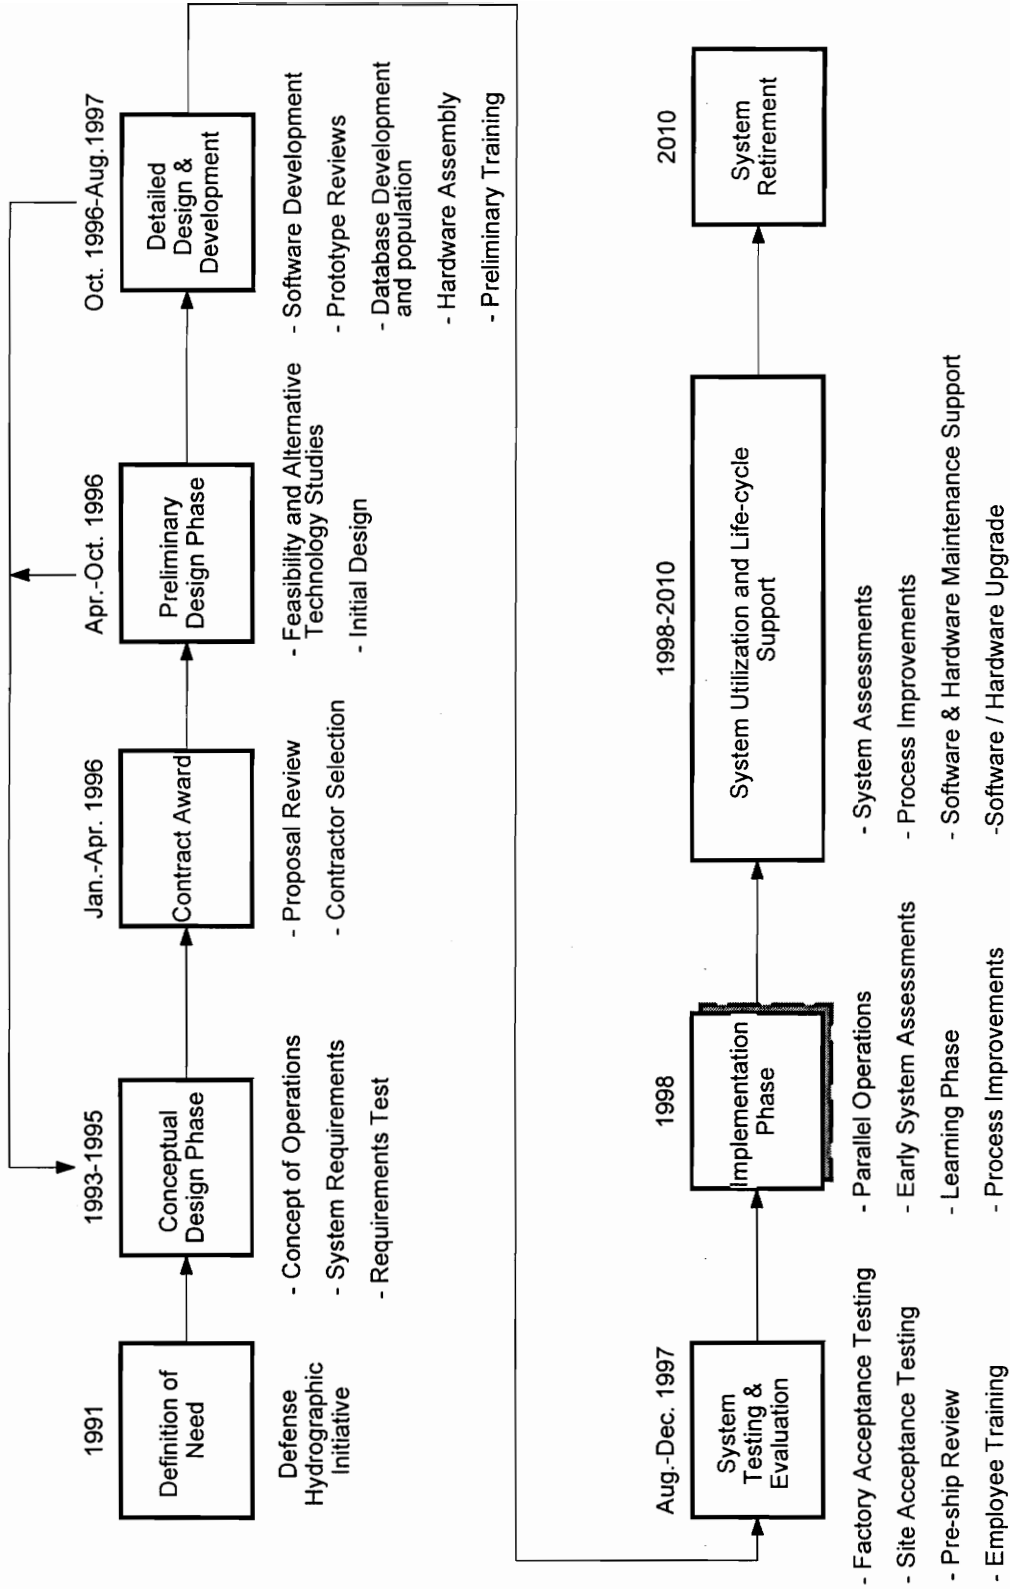 1991
Definition of
Need
Defense
Hydrographic
Initiative
1993-1995
Conceptual
Design Phase
- Concept of Operations
- System Requirements
- Requirements Test
Jan.-Apr. 1996
Contract Award
- Proposal Review
- Contractor Selection
Apr.-Oct. 1996
Preliminary
Design Phase
- Feasibility and Alternative
Technology Studies
- Initial Design
Oct. 1996-Aug.1997
Detailed
Design &
Development
- Software Development
- Prototype Reviews
- Database Development
and population
- Hardware Assembly
- Preliminary Training
Aug.-Dec. 1997
System
Testing &
Evaluation
- Factory Acceptance Testing
- Site Acceptance Testing
- Pre-ship Review
- Employee Training
1998
Implementation
Phase
- Parallel Operations
- Early System Assessments
- Learning Phase
- Process Improvements
1998-2010
System Utilization and Life-cycle
Support
- System Assessments
- Process Improvements
- Software & Hardware Maintenance Support
-Software / Hardware Upgrade
2010
System
Retirement